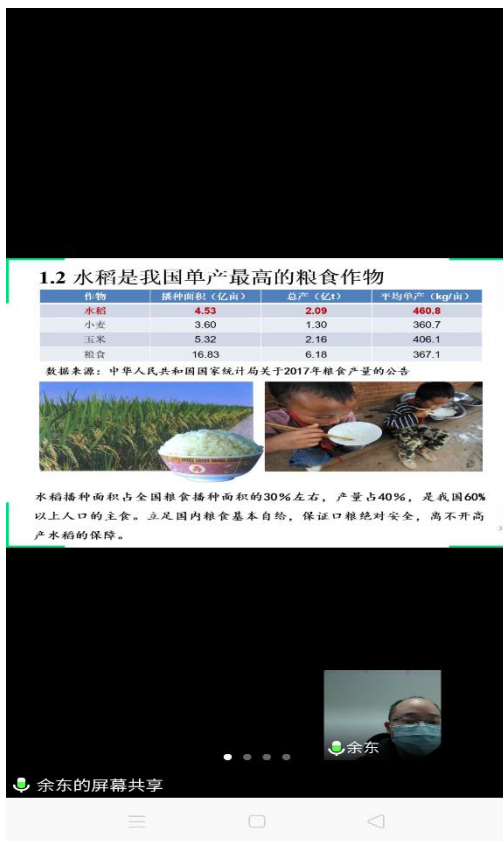 1.2 水稻是我国单产最高的粮食作物
作物 播种面积（亿亩） 总产（亿t） 平均单产（kg/亩）
水稻 4.53 2.09 460.8
小麦 3.60 1.30 360.7
玉米 5.32 2.16 406.1
粮食 16.83 6.18 367.1
数据来源：中华人民共和国国家统计局关于2017年粮食产量的公告
水稻播种面积占全国粮食播种面积的30%左右，产量占40%，是我国60%
以上人口的主食。立足国内粮食基本自给，保证口粮绝对安全，离不开高
产水稻的保障。
3
余东
余东的屏幕共享